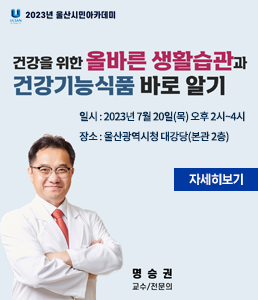 ULSAN
2023년 울산시민아카데미
건강을 위한 올바른 생활습관과
건강기능식품 바로 알기
일시 : 2023년 7월 20일(목) 오후 2시~4시
장소 : 울산광역시청 대강당(본관 2층)
자세히보기
명 승 권
교수/전문의